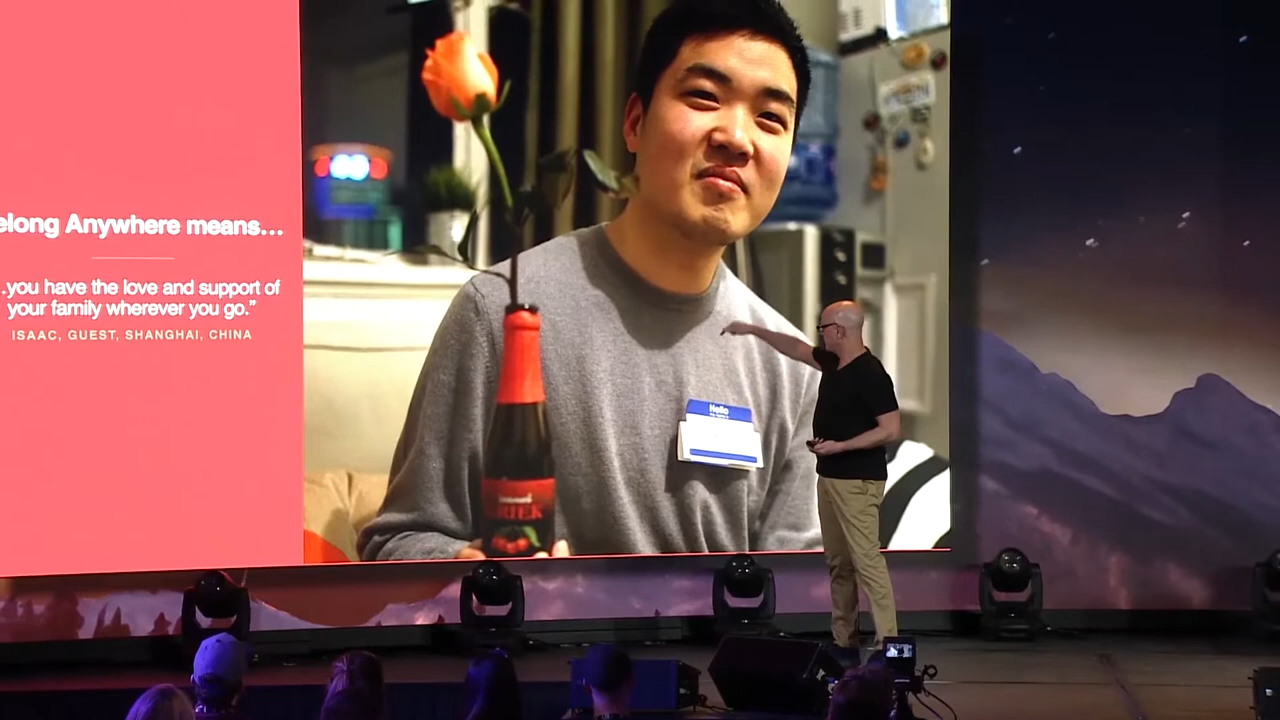 elong Anywhere means...
.you have the love and support of
your family wherever you go.”
ISAAC, GUEST, SHANGHAI, CHINA
Hello
RIEK